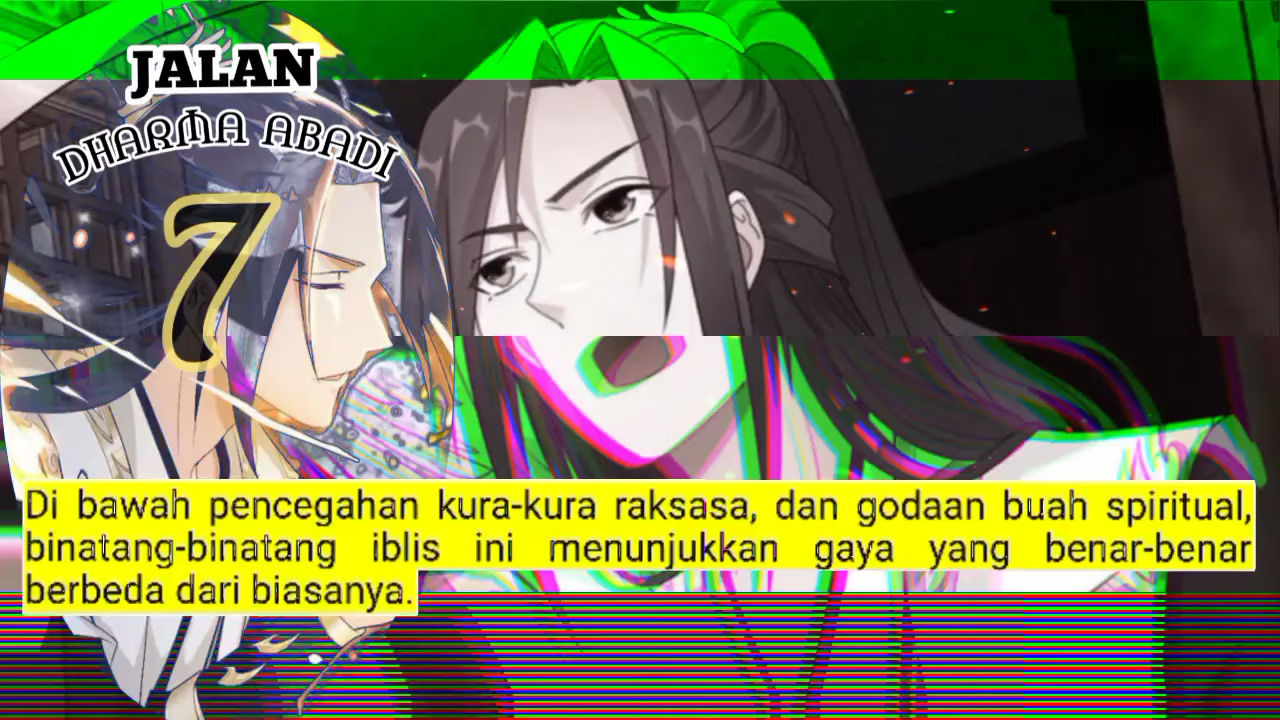 JALAN
DHARMA ABADI
7
Di bawah pencegahan kura-kura raksasa, dan godaan buah spiritual,
binatang-binatang iblis ini menunjukkan gaya yang benar-benar
berbeda dari biasanya.